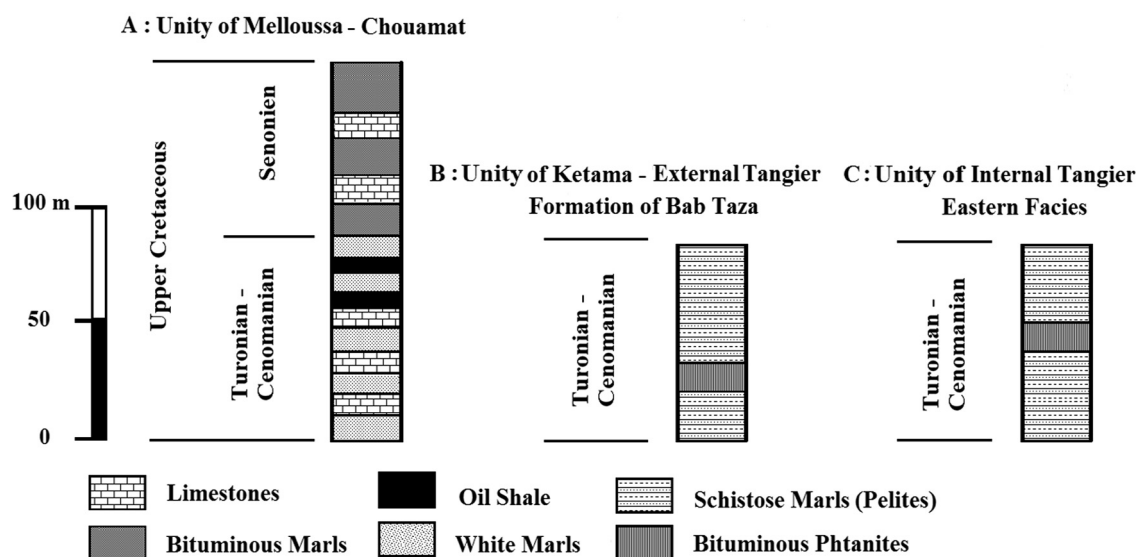 A : Unity of Melloussa - Chouamat
B : Unity of Ketama - External Tangier
Formation of Bab Taza
C : Unity of Internal Tangier
Eastern Facies
100 m
50
0
Upper Cretaceous
Senonien
Turonian -
Cenomanian
Turonian -
Cenomanian
Turonian -
Cenomanian
Limestones
Oil Shale
Schistose Marls (Pelites)
Bituminous Marls
White Marls
Bituminous Phtanites